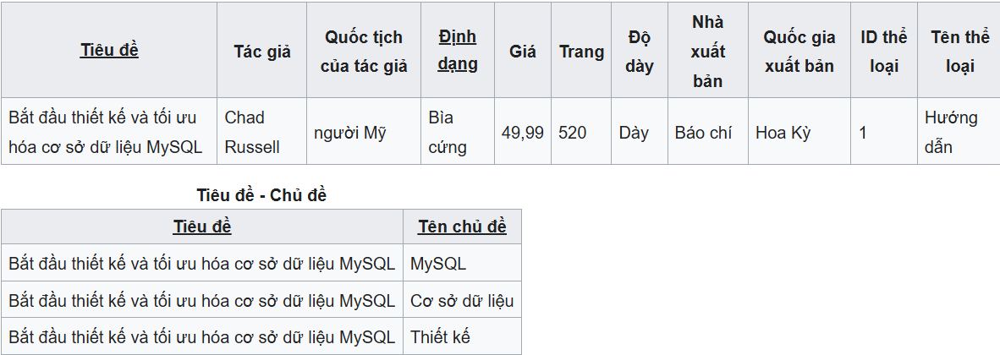 Tiêu đề Tác giả Quốc tịch của tác giả Định dạng Giá Trang Độ dày Nhà xuất bản Quốc gia xuất bản ID thể loại Tên thể loại
Bắt đầu thiết kế và tối ưu hóa cơ sở dữ liệu MySQL Chad Russell người Mỹ Bìa cứng 49,99 520 Dày Báo chí Hoa Kỳ 1 Hướng dẫn
Tiêu đề - Chủ đề
Tiêu đề Tên chủ đề
Bắt đầu thiết kế và tối ưu hóa cơ sở dữ liệu MySQL MySQL
Bắt đầu thiết kế và tối ưu hóa cơ sở dữ liệu MySQL Cơ sở dữ liệu
Bắt đầu thiết kế và tối ưu hóa cơ sở dữ liệu MySQL Thiết kế